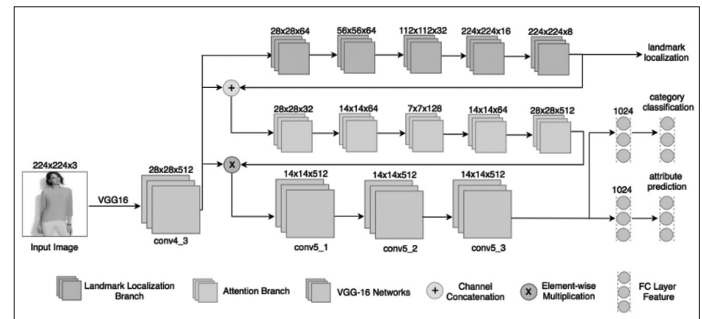 28x28x64 56x56x64 112x112x32 224x224x16 224x224x8
landmark
localization
+
28x28x32 14x14x64 7x7x128 14x14x64 28x28x512
1024
category
classification
224x224x3
28x28x512
x
14x14x512 14x14x512 14x14x512
1024
attribute
prediction
VGG16
Input Image
conv4_3
conv5_1
conv5_2
conv5_3
Landmark Localization
Branch
Attention Branch
VGG-16 Networks
+
Channel
Concatenation
x
Element-wise
Multiplication
FC Layer
Feature